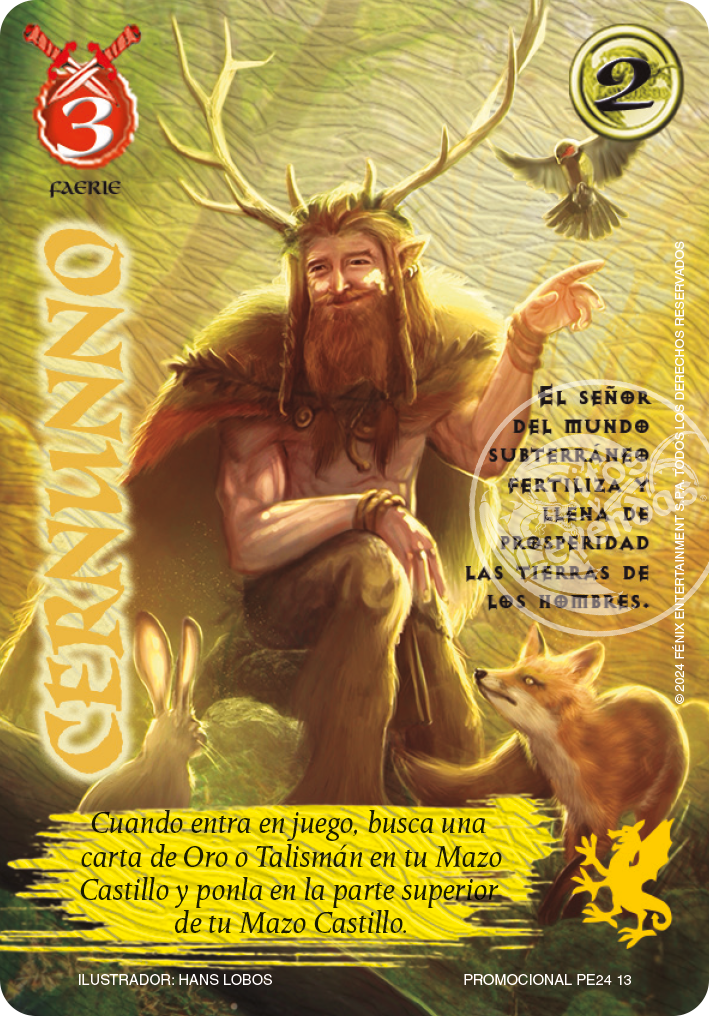 3
2
FAERIE
CERNUNNO
EL SEÑOR
DEL MUNDO
SUBTERRÁNEO
FERTILIZA Y
LLENA DE
PROSPERIDAD
LAS TIERRAS DE
LOS HOMBRES.
©2024 FÉNIX ENTERTAINMENT S.P.A. TODOS LOS DERECHOS RESERVADOS
Cuando entra en juego, busca una
carta de Oro o Talismán en tu Mazo
Castillo y ponla en la parte superior
de tu Mazo Castillo.
ILUSTRADOR: HANS LOBOS
PROMOCIONAL PE24 13